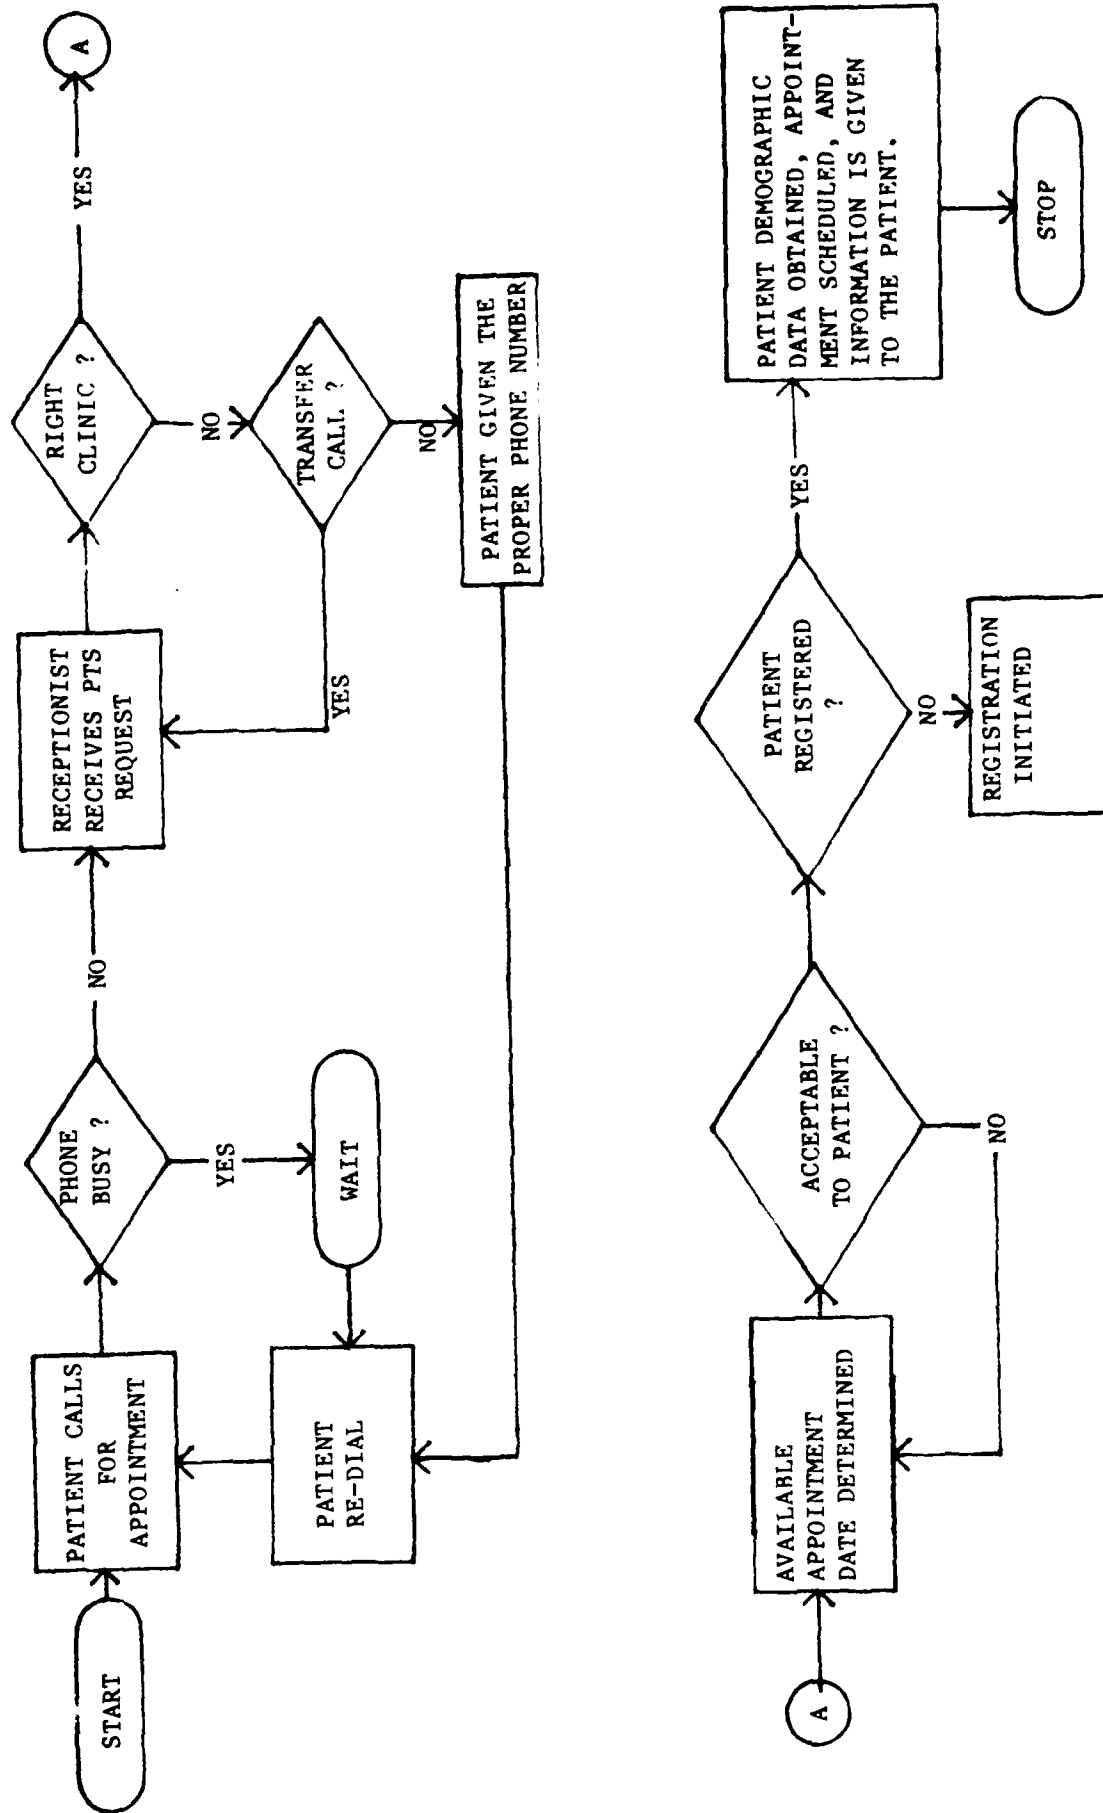 START
PATIENT CALLS
FOR
APPOINTMENT
PHONE
BUSY ?
NO
RECEPTIONIST
RECEIVES PTS
REQUEST
RIGHT
CLINIC ?
YES
A
YES
WAIT
PATIENT
RE-DIAL
NO
TRANSFER
CALL ?
YES
NO
PATIENT GIVEN THE
PROPER PHONE NUMBER
A
AVAILABLE
APPOINTMENT
DATE DETERMINED
ACCEPTABLE
TO PATIENT ?
NO
PATIENT
REGISTERED
?
YES
PATIENT DEMOGRAPHIC
DATA OBTAINED, APPOINT-
MENT SCHEDULED, AND
INFORMATION IS GIVEN
TO THE PATIENT.
NO
REGISTRATION
INITIATED
STOP